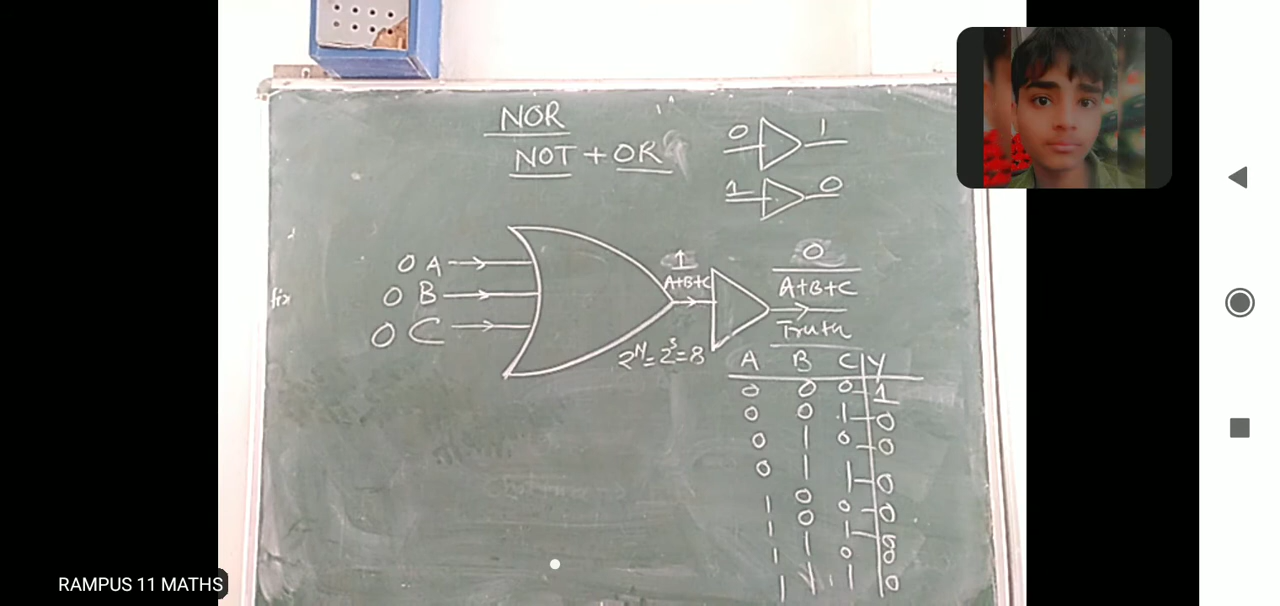 NOR
NOT + OR
0 1
1 0
0 A
0 B
0 C
fix
1
A+B+C
0
A+B+C
2^N = 2^3 = 8
Truth
A B C Y
0 0 0 1
0 0 1 0
0 1 0 0
0 1 1 0
1 0 0 0
1 0 1 0
1 1 0 0
1 1 1 0
RAMPUS 11 MATHS